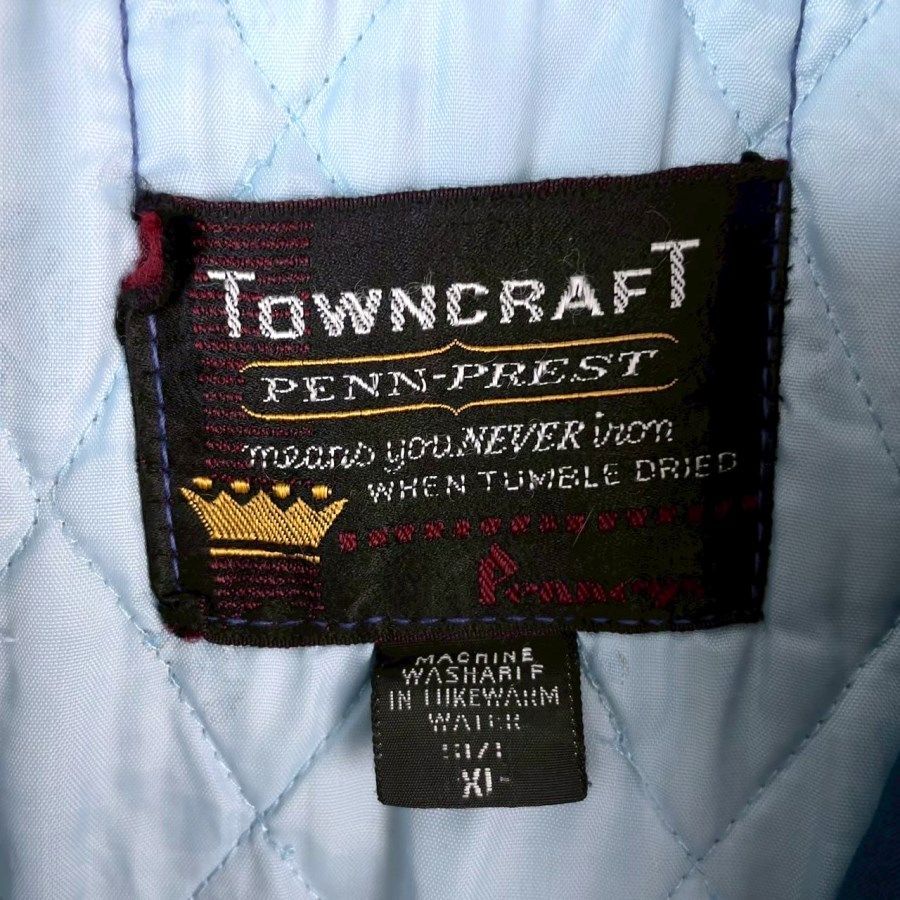 TOWNCRAFT
PENN-PREST
means you NEVER iron
WHEN TUMBLE DRIED
Penneys
MACHINE
WASHABLE
IN LUKEWARM
WATER
SIZE
XL